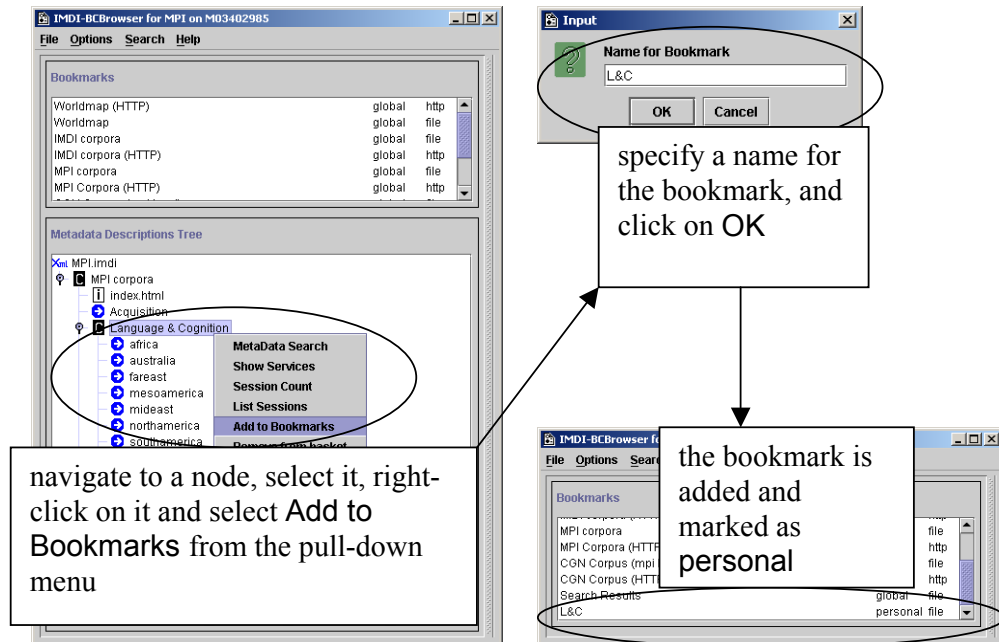 IMDI-BCBrowser for MPI on M03402985
File Options Search Help
Bookmarks
Worldmap (HTTP) global http
Worldmap global file
IMDI corpora global file
IMDI corpora (HTTP) global http
MPI corpora global file
MPI Corpora (HTTP) global http
Metadata Descriptions Tree
Xml MPI.imdi
C MPI corpora
i index.html
Acquisition
C Language & Cognition
africa
australia
fareast
mesoamerica
mideast
northamerica
southamerica
MetaData Search
Show Services
Session Count
List Sessions
Add to Bookmarks
Remove from basket
navigate to a node, select it, right-
click on it and select Add to
Bookmarks from the pull-down
menu
Input
Name for Bookmark
L&C
OK Cancel
specify a name for
the bookmark, and
click on OK
IMDI-BCBrowser
File Options
Bookmarks
MPI corpora file
MPI Corpora http
CGN Corpus (mpi file
CGN Corpus http
Search Results global file
L&C personal file
the bookmark is
added and
marked as
personal